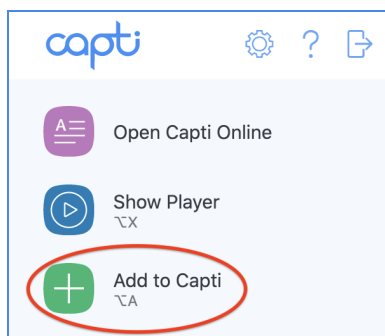 capti
?
A
Open Capti Online
Show Player
⌥X
Add to Capti
⌥A